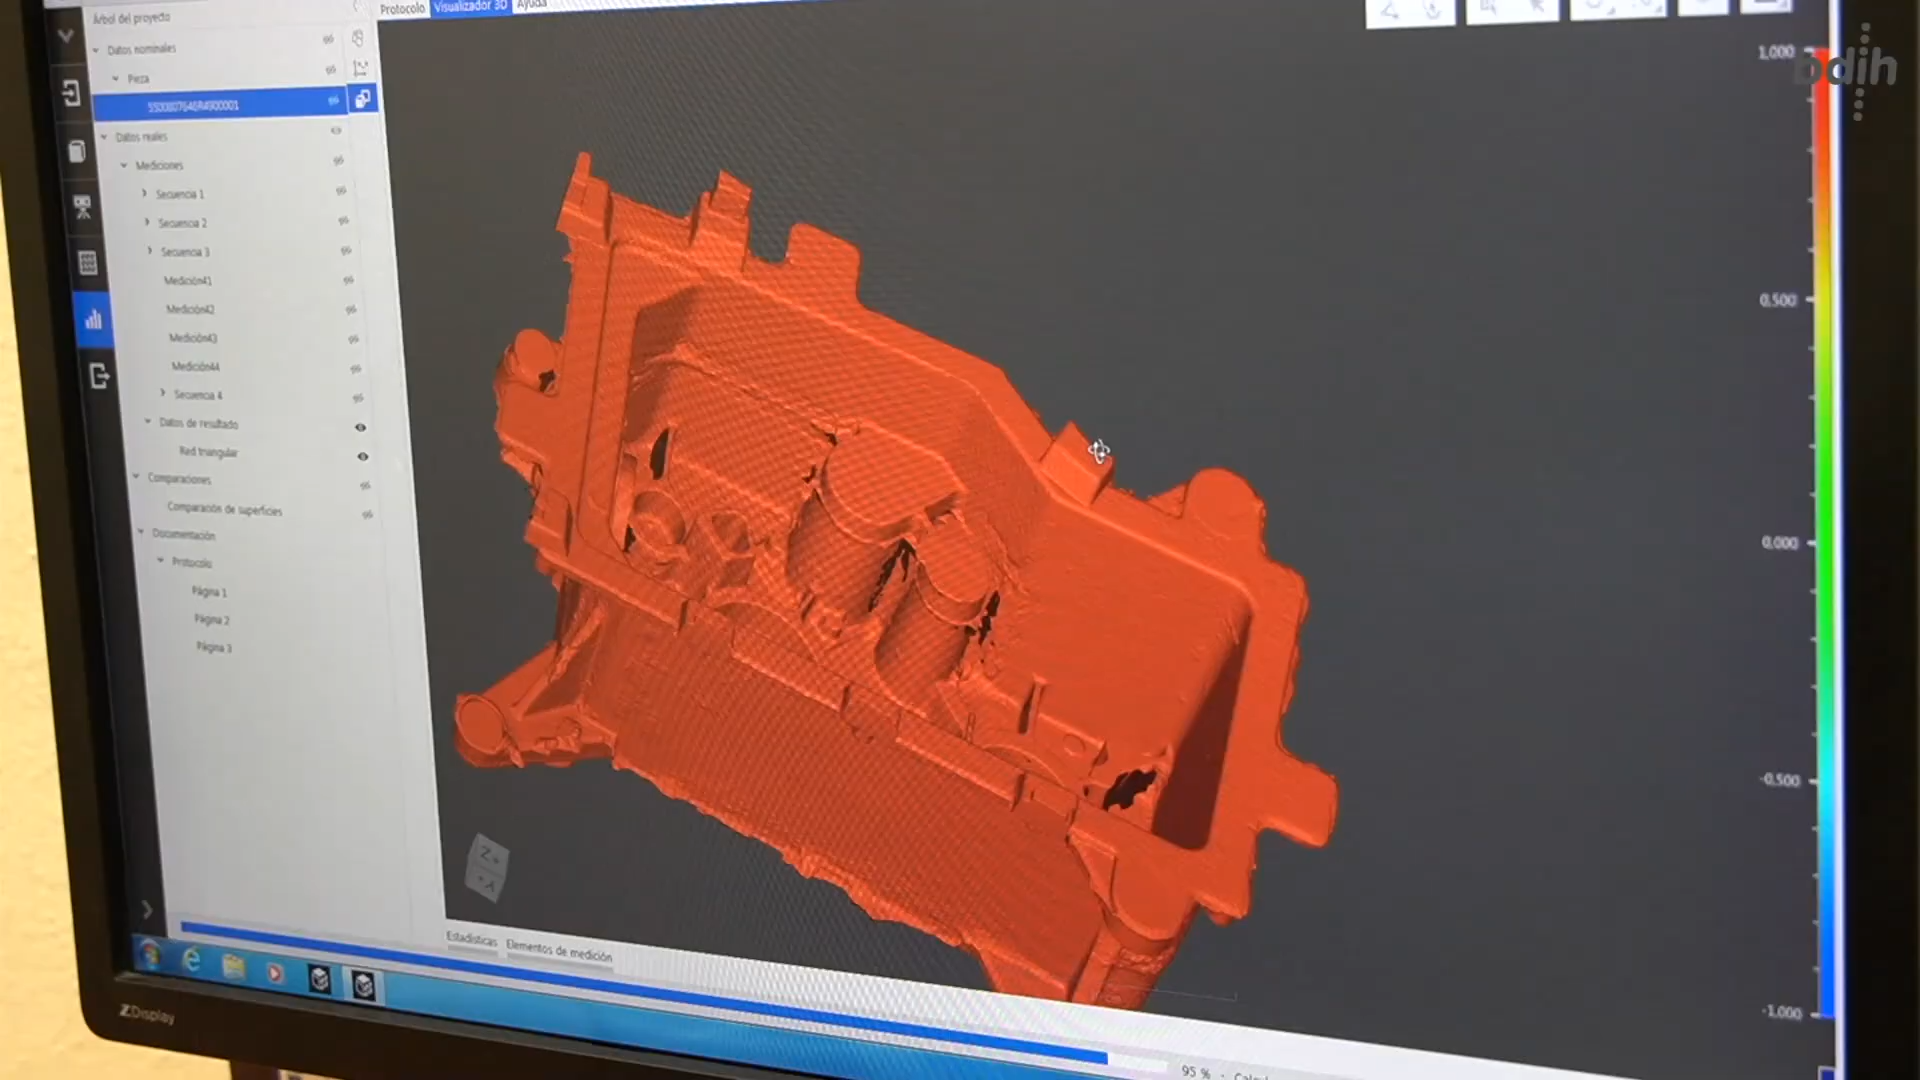 Protocolo Visualizador 3D Ayuda
Árbol del proyecto
Datos nominales
Pieza
Datos reales
Mediciones
Secuencia 1
Secuencia 2
Secuencia 3
Medición41
Medición42
Medición43
Medición44
Secuencia 4
Datos de resultado
Red triangular
Comparaciones
Comparación de superficies
Documentación
Protocolo
Página 1
Página 2
Página 3
1,000
bdih
0,500
0,000
-0,500
-1,000
Z+
Estadísticas Elementos de medición
95 %
ZDisplay